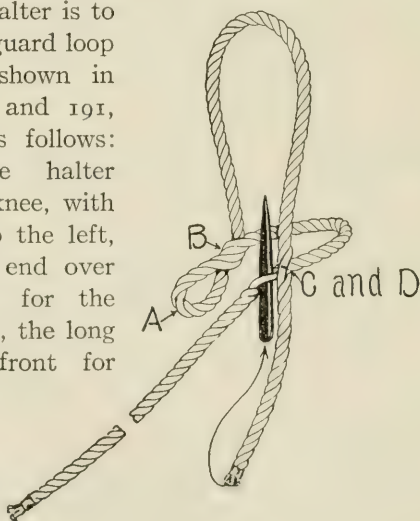 alter is to
guard loop
shown in
and 191,
s follows:
e halter
knee, with
o the left,
end over
for the
, the long
front for
B
A
C and D